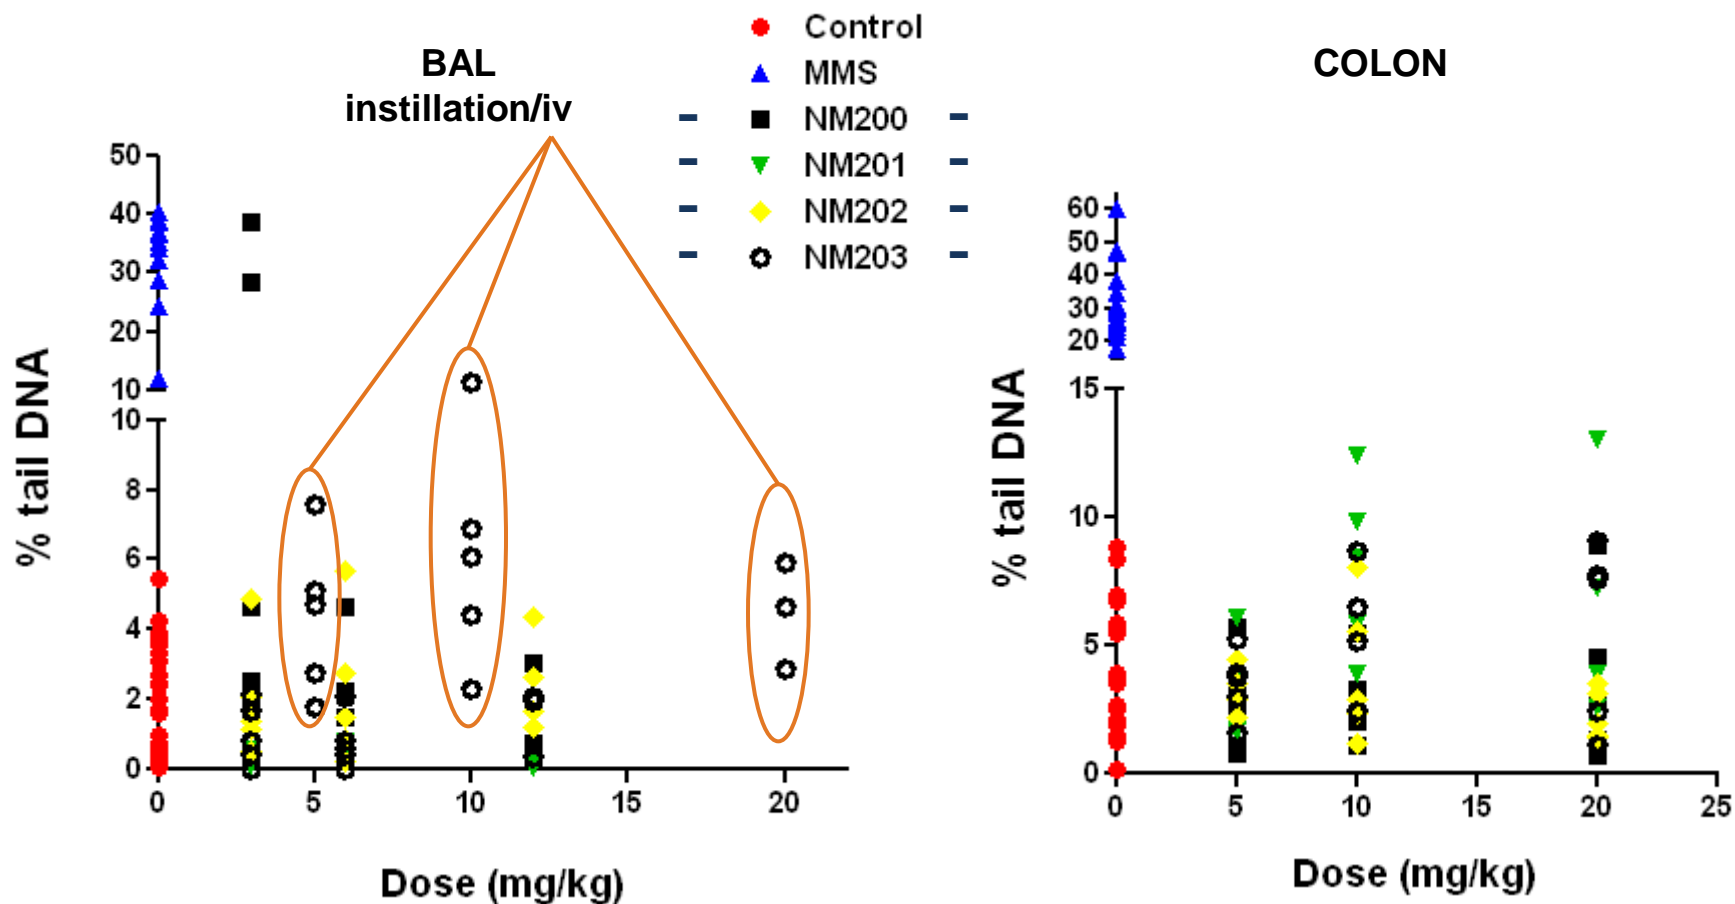 BAL
instillation/iv
Control
MMS
- NM200 -
- NM201 -
- NM202 -
- NM203 -
COLON
% tail DNA
50
40
30
20
10
10
8
6
4
2
0
0 5 10 15 20
Dose (mg/kg)
% tail DNA
60
50
40
30
20
15
10
5
0
0 5 10 15 20 25
Dose (mg/kg)